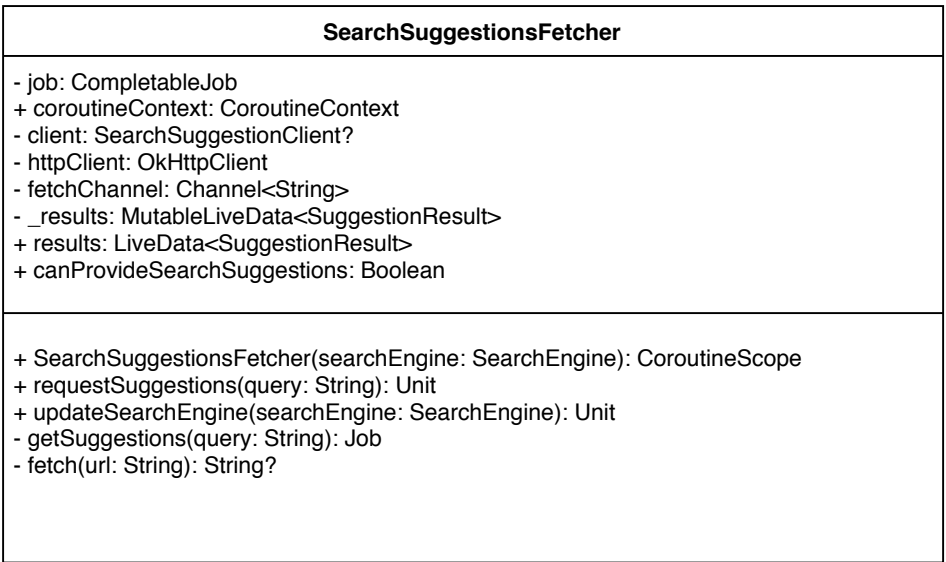 SearchSuggestionsFetcher
- job: CompletableJob
+ coroutineContext: CoroutineContext
- client: SearchSuggestionClient?
- httpClient: OkHttpClient
- fetchChannel: Channel<String>
- _results: MutableLiveData<SuggestionResult>
+ results: LiveData<SuggestionResult>
+ canProvideSearchSuggestions: Boolean
+ SearchSuggestionsFetcher(searchEngine: SearchEngine): CoroutineScope
+ requestSuggestions(query: String): Unit
+ updateSearchEngine(searchEngine: SearchEngine): Unit
- getSuggestions(query: String): Job
- fetch(url: String): String?